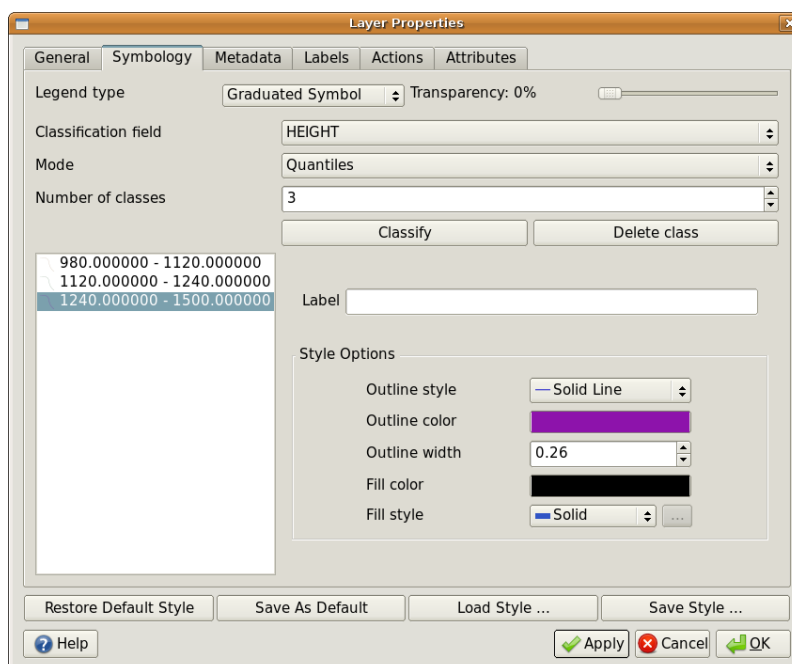 Layer Properties
General Symbology Metadata Labels Actions Attributes
Legend type Graduated Symbol Transparency: 0%
Classification field HEIGHT
Mode Quantiles
Number of classes 3
Classify Delete class
980.000000 - 1120.000000
1120.000000 - 1240.000000
1240.000000 - 1500.000000
Label
Style Options
Outline style Solid Line
Outline color
Outline width 0.26
Fill color
Fill style Solid ...
Restore Default Style Save As Default Load Style ... Save Style ...
Help Apply Cancel OK